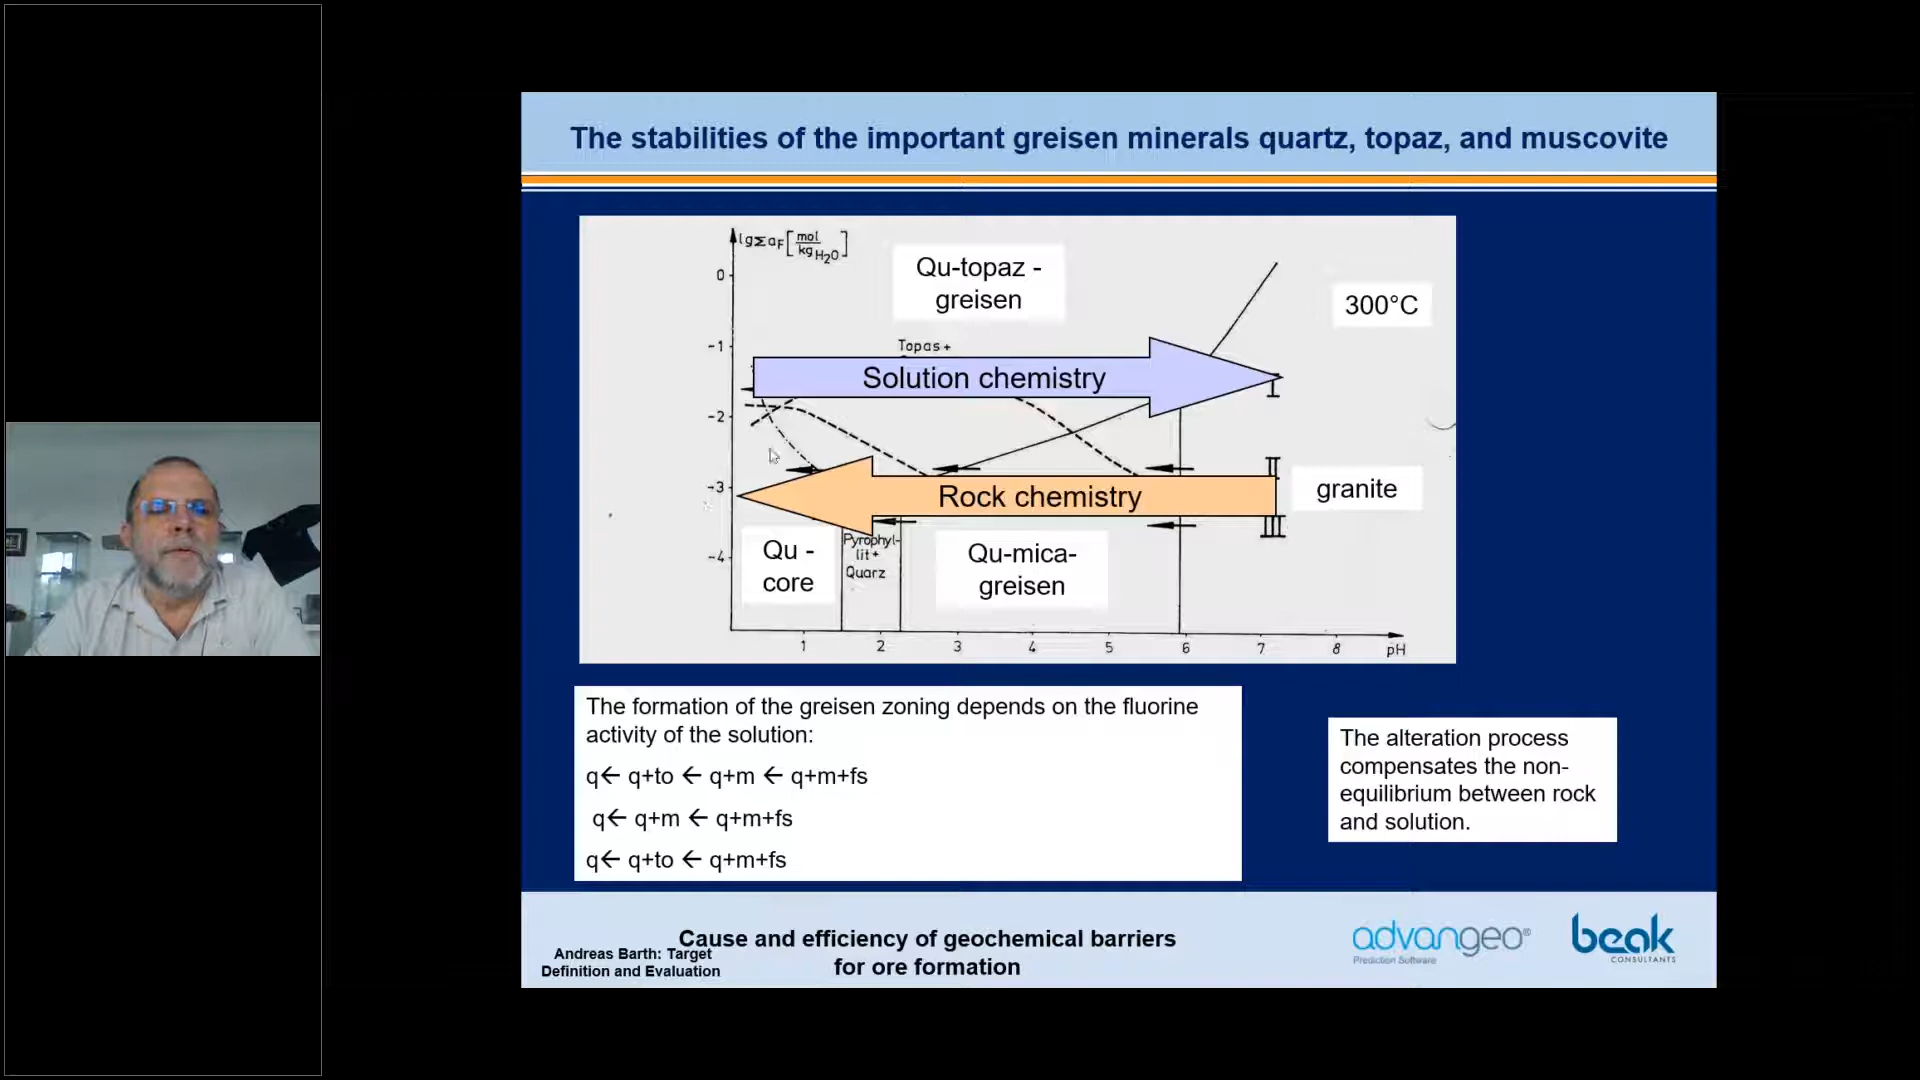 The stabilities of the important greisen minerals quartz, topaz, and muscovite
lgΣaF[mol/kgH2O]
Qu-topaz -
greisen
0
300°C
-1
Topas+
Solution chemistry
I
-2
II
-3
Rock chemistry
granite
III
Qu -
core
Pyrophyl-
lit+
Quarz
Qu-mica-
greisen
-4
1 2 3 4 5 6 7 8 pH
The formation of the greisen zoning depends on the fluorine
activity of the solution:
q← q+to ← q+m ← q+m+fs
q← q+m ← q+m+fs
q← q+to ← q+m+fs
The alteration process
compensates the non-
equilibrium between rock
and solution.
Andreas Barth: Target
Definition and Evaluation
Cause and efficiency of geochemical barriers
for ore formation
advangeo®
Prediction Software
beak
CONSULTANTS